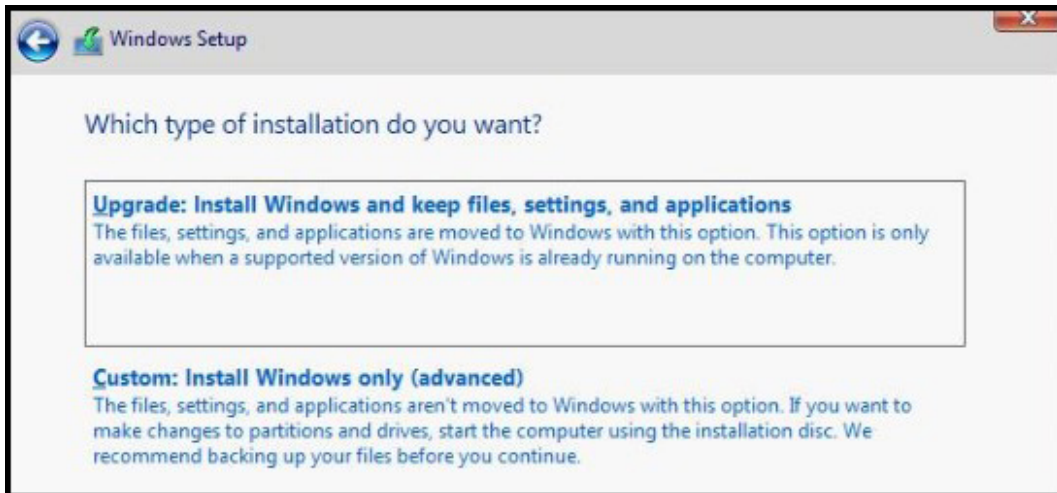 Windows Setup
Which type of installation do you want?
Upgrade: Install Windows and keep files, settings, and applications
The files, settings, and applications are moved to Windows with this option. This option is only
available when a supported version of Windows is already running on the computer.
Custom: Install Windows only (advanced)
The files, settings, and applications aren't moved to Windows with this option. If you want to
make changes to partitions and drives, start the computer using the installation disc. We
recommend backing up your files before you continue.